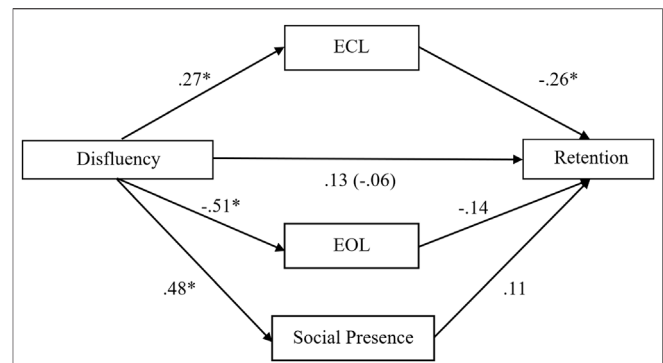 ECL
.27*
-.26*
Disfluency
Retention
.13 (-.06)
-.51*
-.14
EOL
.48*
.11
Social Presence